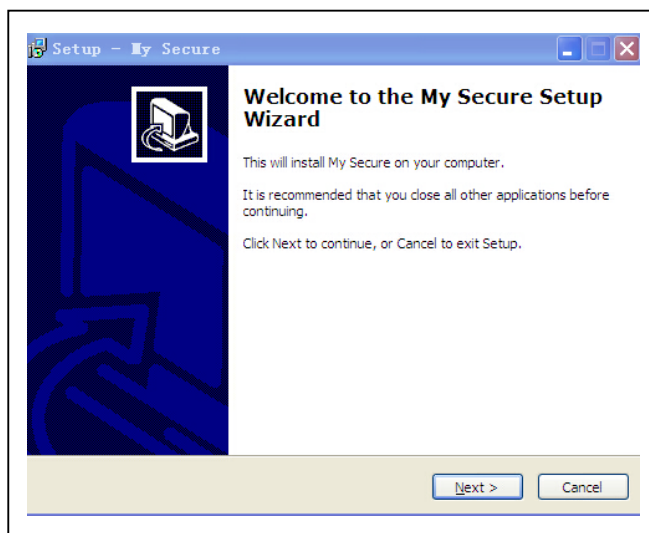 Setup - My Secure
Welcome to the My Secure Setup
Wizard
This will install My Secure on your computer.
It is recommended that you close all other applications before
continuing.
Click Next to continue, or Cancel to exit Setup.
Next >
Cancel